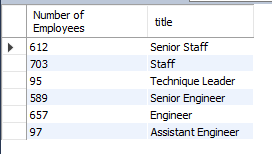 Number of
Employees title
612 Senior Staff
703 Staff
95 Technique Leader
589 Senior Engineer
657 Engineer
97 Assistant Engineer